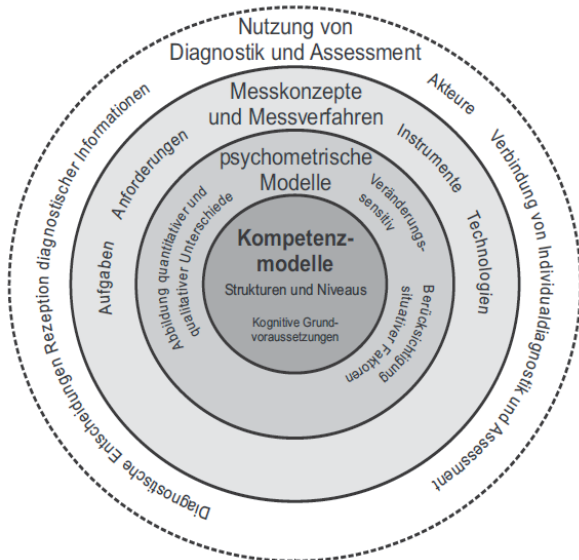 Nutzung von
Diagnostik und Assessment
Diagnostische Entscheidungen Rezeption diagnostischer Informationen
Akteure
Verbindung von Individualdiagnostik und Assessment
Messkonzepte
und Messverfahren
Aufgaben
Anforderungen
Instrumente
Technologien
psychometrische
Modelle
Abbildung quantitativer und
qualitativer Unterschiede
Veränderungs-
sensitiv
Berücksichtigung
situativer Faktoren
Kompetenz-
modelle
Strukturen und Niveaus
Kognitive Grund-
voraussetzungen